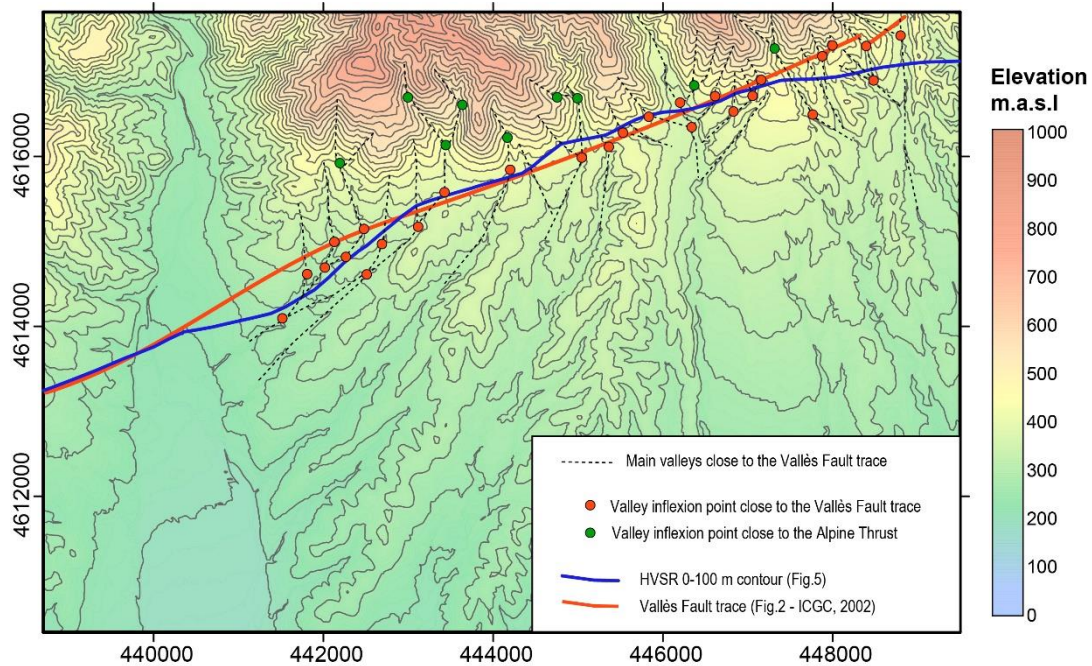 Elevation
m.a.s.l
1000
900
800
700
600
500
400
300
200
100
0
4616000
4614000
4612000
Main valleys close to the Vallès Fault trace
Valley inflexion point close to the Vallès Fault trace
Valley inflexion point close to the Alpine Thrust
HVSR 0-100 m contour (Fig.5)
Vallès Fault trace (Fig.2 - ICGC, 2002)
440000 442000 444000 446000 448000